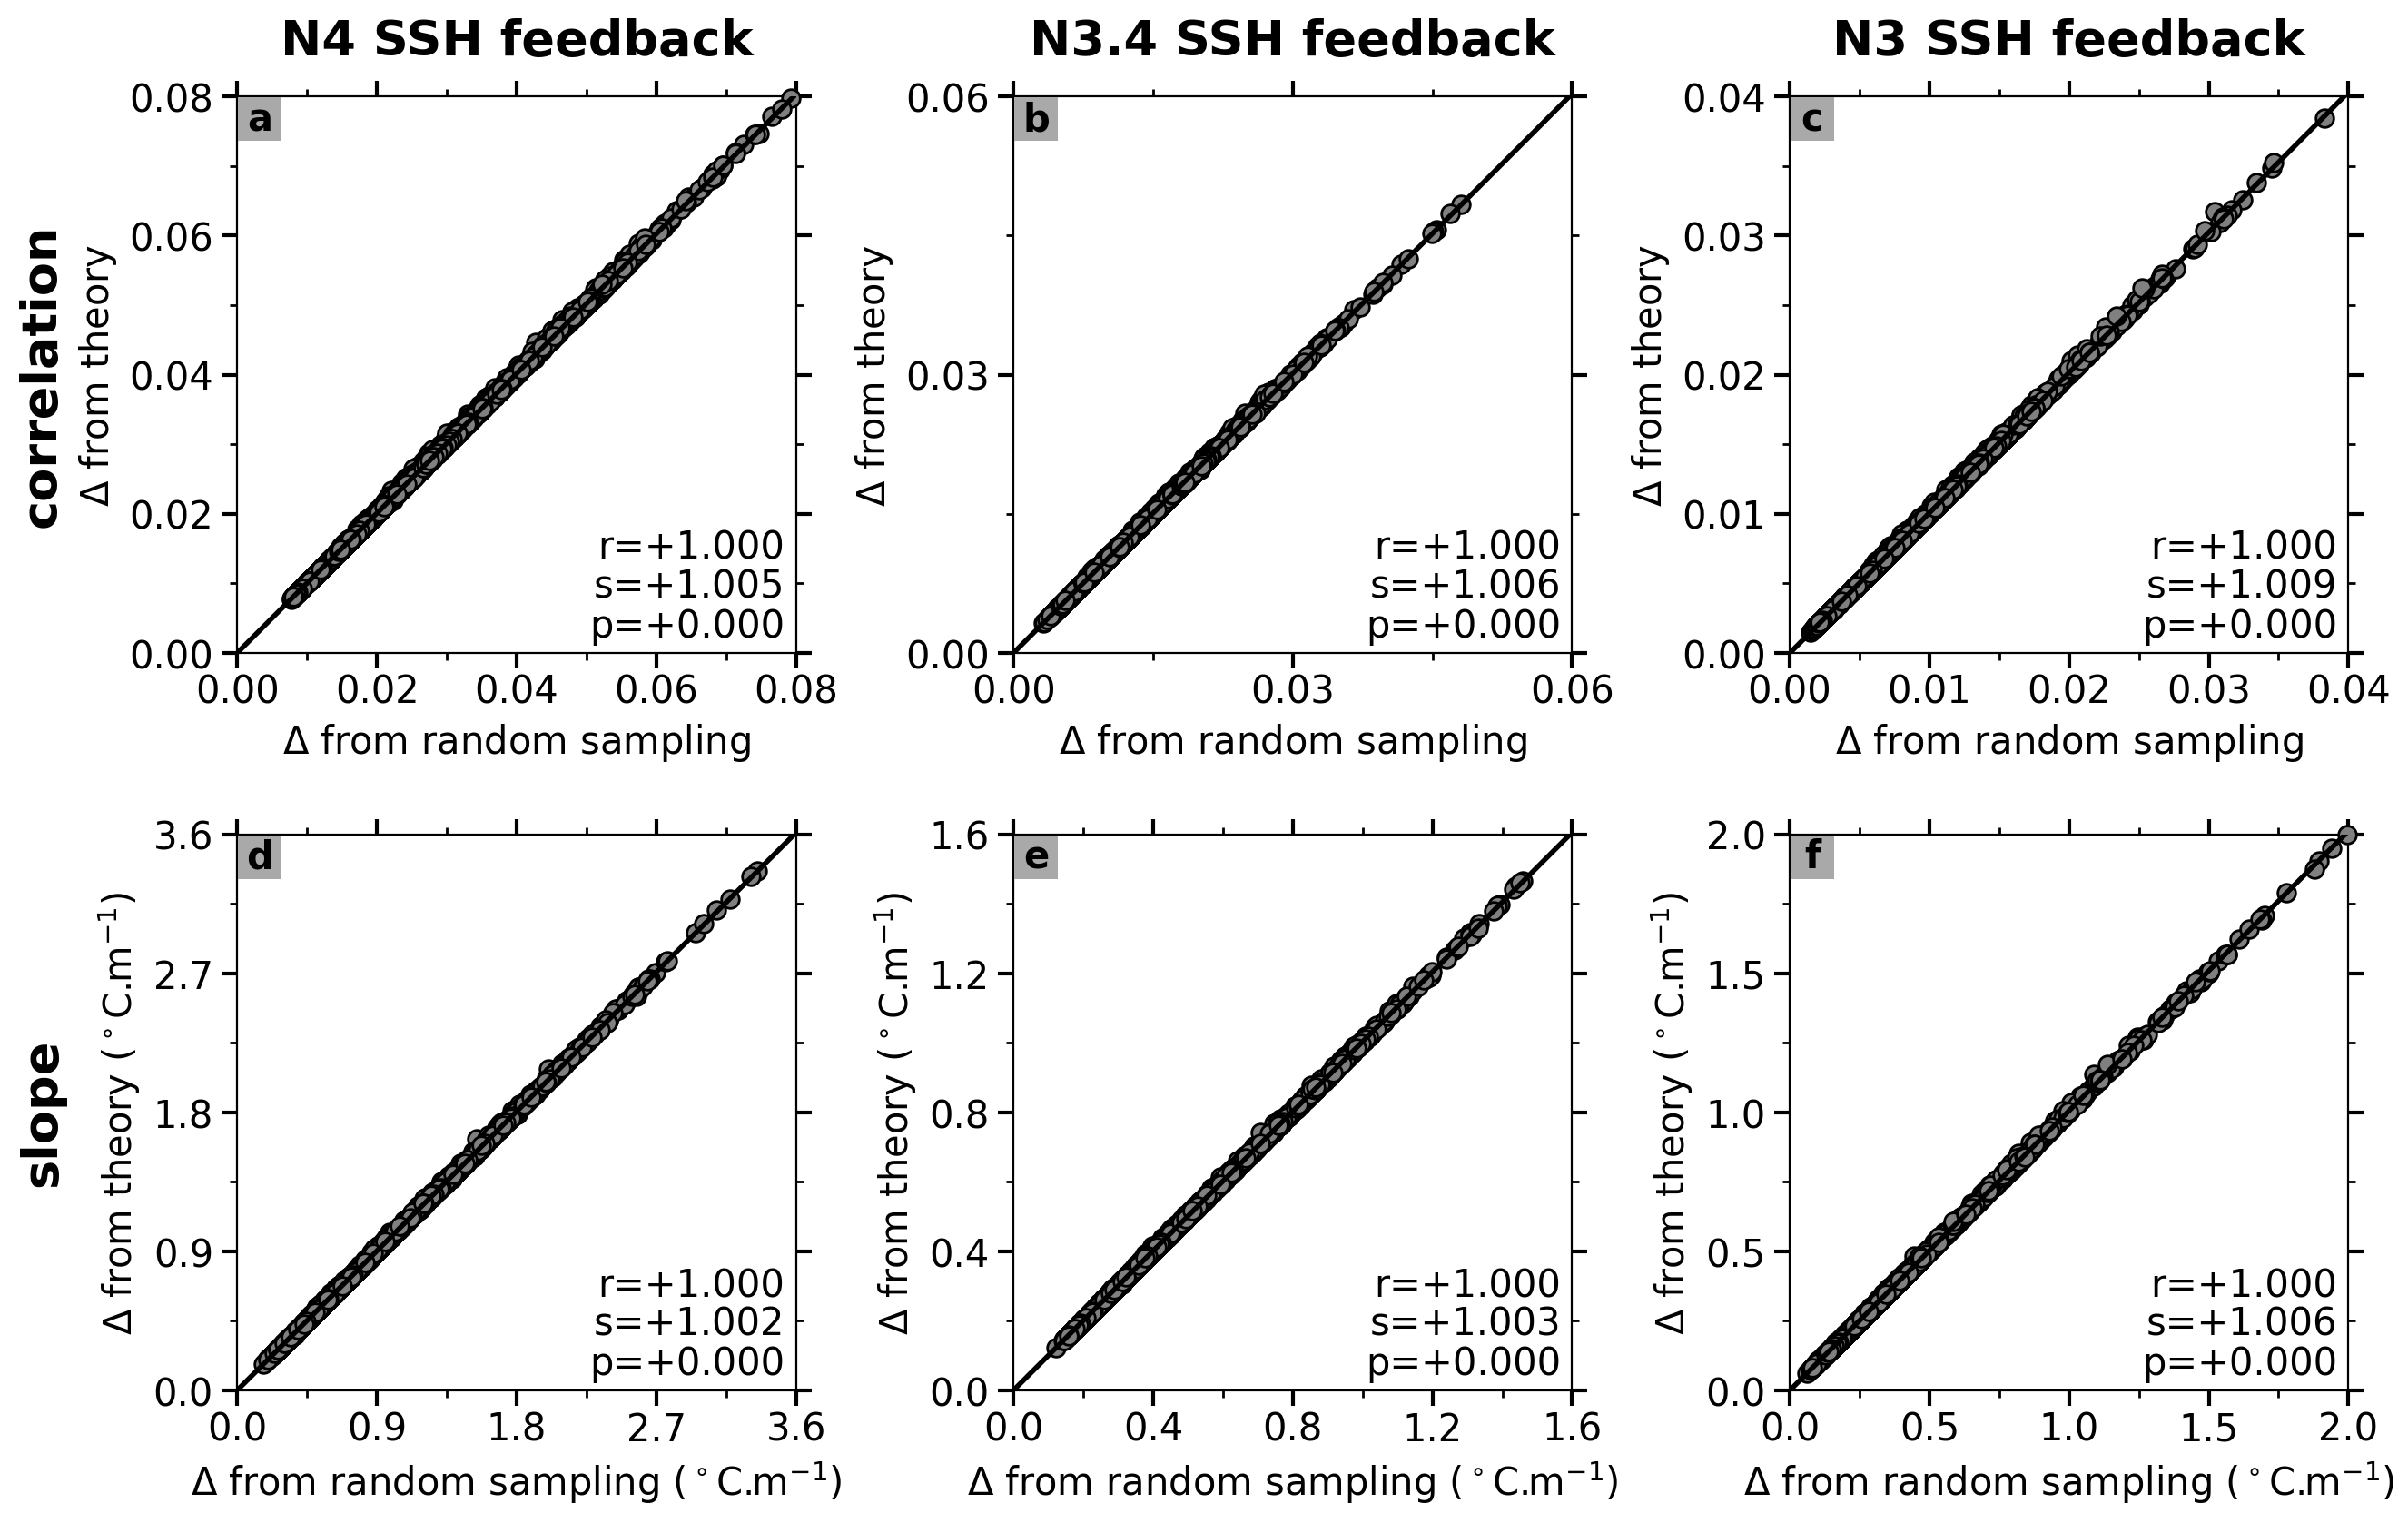 N4 SSH feedback
N3.4 SSH feedback
N3 SSH feedback
correlation
a
Δ from theory
0.08
0.06
0.04
0.02
0.00
r=+1.000
s=+1.005
p=+0.000
0.00 0.02 0.04 0.06 0.08
Δ from random sampling
b
Δ from theory
0.06
0.03
0.00
r=+1.000
s=+1.006
p=+0.000
0.00 0.03 0.06
Δ from random sampling
c
Δ from theory
0.04
0.03
0.02
0.01
0.00
r=+1.000
s=+1.009
p=+0.000
0.00 0.01 0.02 0.03 0.04
Δ from random sampling
slope
d
Δ from theory (°C.m⁻¹)
3.6
2.7
1.8
0.9
0.0
r=+1.000
s=+1.002
p=+0.000
0.0 0.9 1.8 2.7 3.6
Δ from random sampling (°C.m⁻¹)
e
Δ from theory (°C.m⁻¹)
1.6
1.2
0.8
0.4
0.0
r=+1.000
s=+1.003
p=+0.000
0.0 0.4 0.8 1.2 1.6
Δ from random sampling (°C.m⁻¹)
f
Δ from theory (°C.m⁻¹)
2.0
1.5
1.0
0.5
0.0
r=+1.000
s=+1.006
p=+0.000
0.0 0.5 1.0 1.5 2.0
Δ from random sampling (°C.m⁻¹)